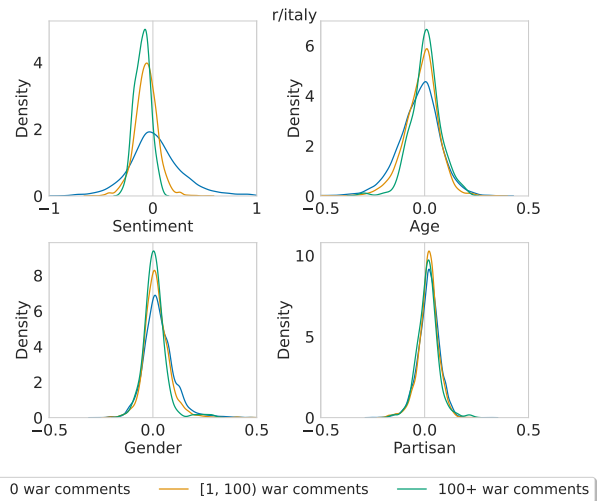 r/italy
Density
4
2
0
−1
0
1
Sentiment
Density
6
4
2
0
−0.5
0.0
0.5
Age
Density
8
6
4
2
0
−0.5
0.0
0.5
Gender
Density
10
5
0
−0.5
0.0
0.5
Partisan
0 war comments
[1, 100) war comments
100+ war comments